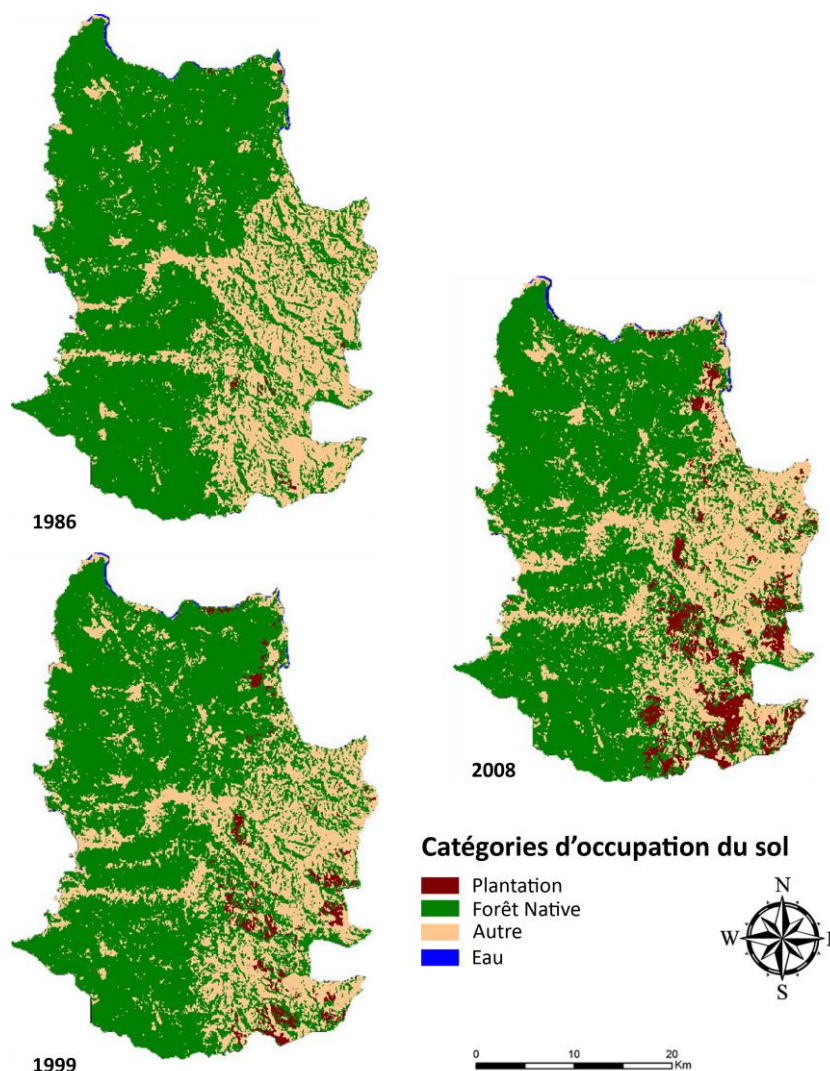 1986
2008
1999
Catégories d'occupation du sol
Plantation
Forêt Native
Autre
Eau
N
W
S
0 10 20
Km